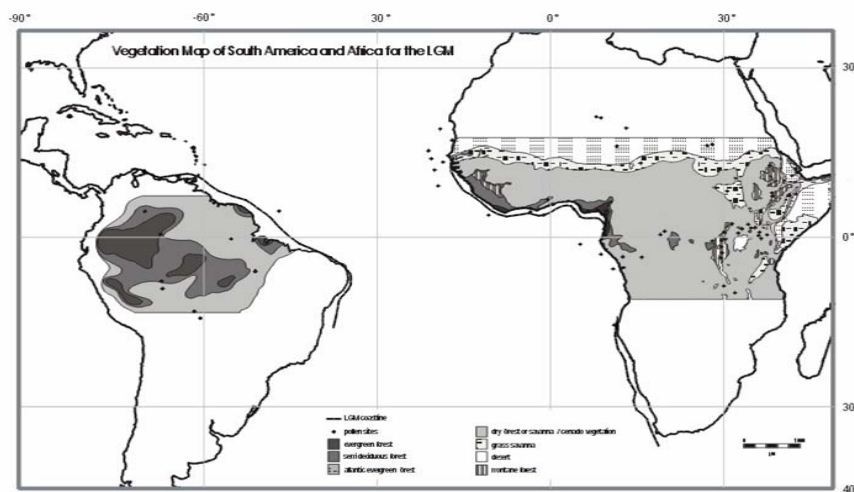 -90° -60° 30° 0° 30°
Vegetation Map of South America and Africa for the LGM
30
0°
30
40
LGM coastline
pollen sites
evergreen forest
semi deciduous forest
atlantic evergreen forest
dry forest or savanna / cerrado vegetation
grass savanna
desert
montane forest